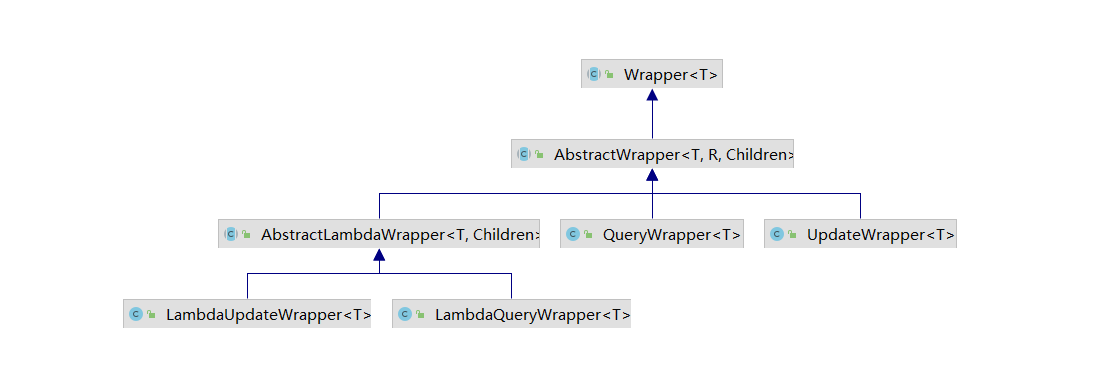 Wrapper<T>
AbstractWrapper<T, R, Children>
AbstractLambdaWrapper<T, Children>
QueryWrapper<T>
UpdateWrapper<T>
LambdaUpdateWrapper<T>
LambdaQueryWrapper<T>